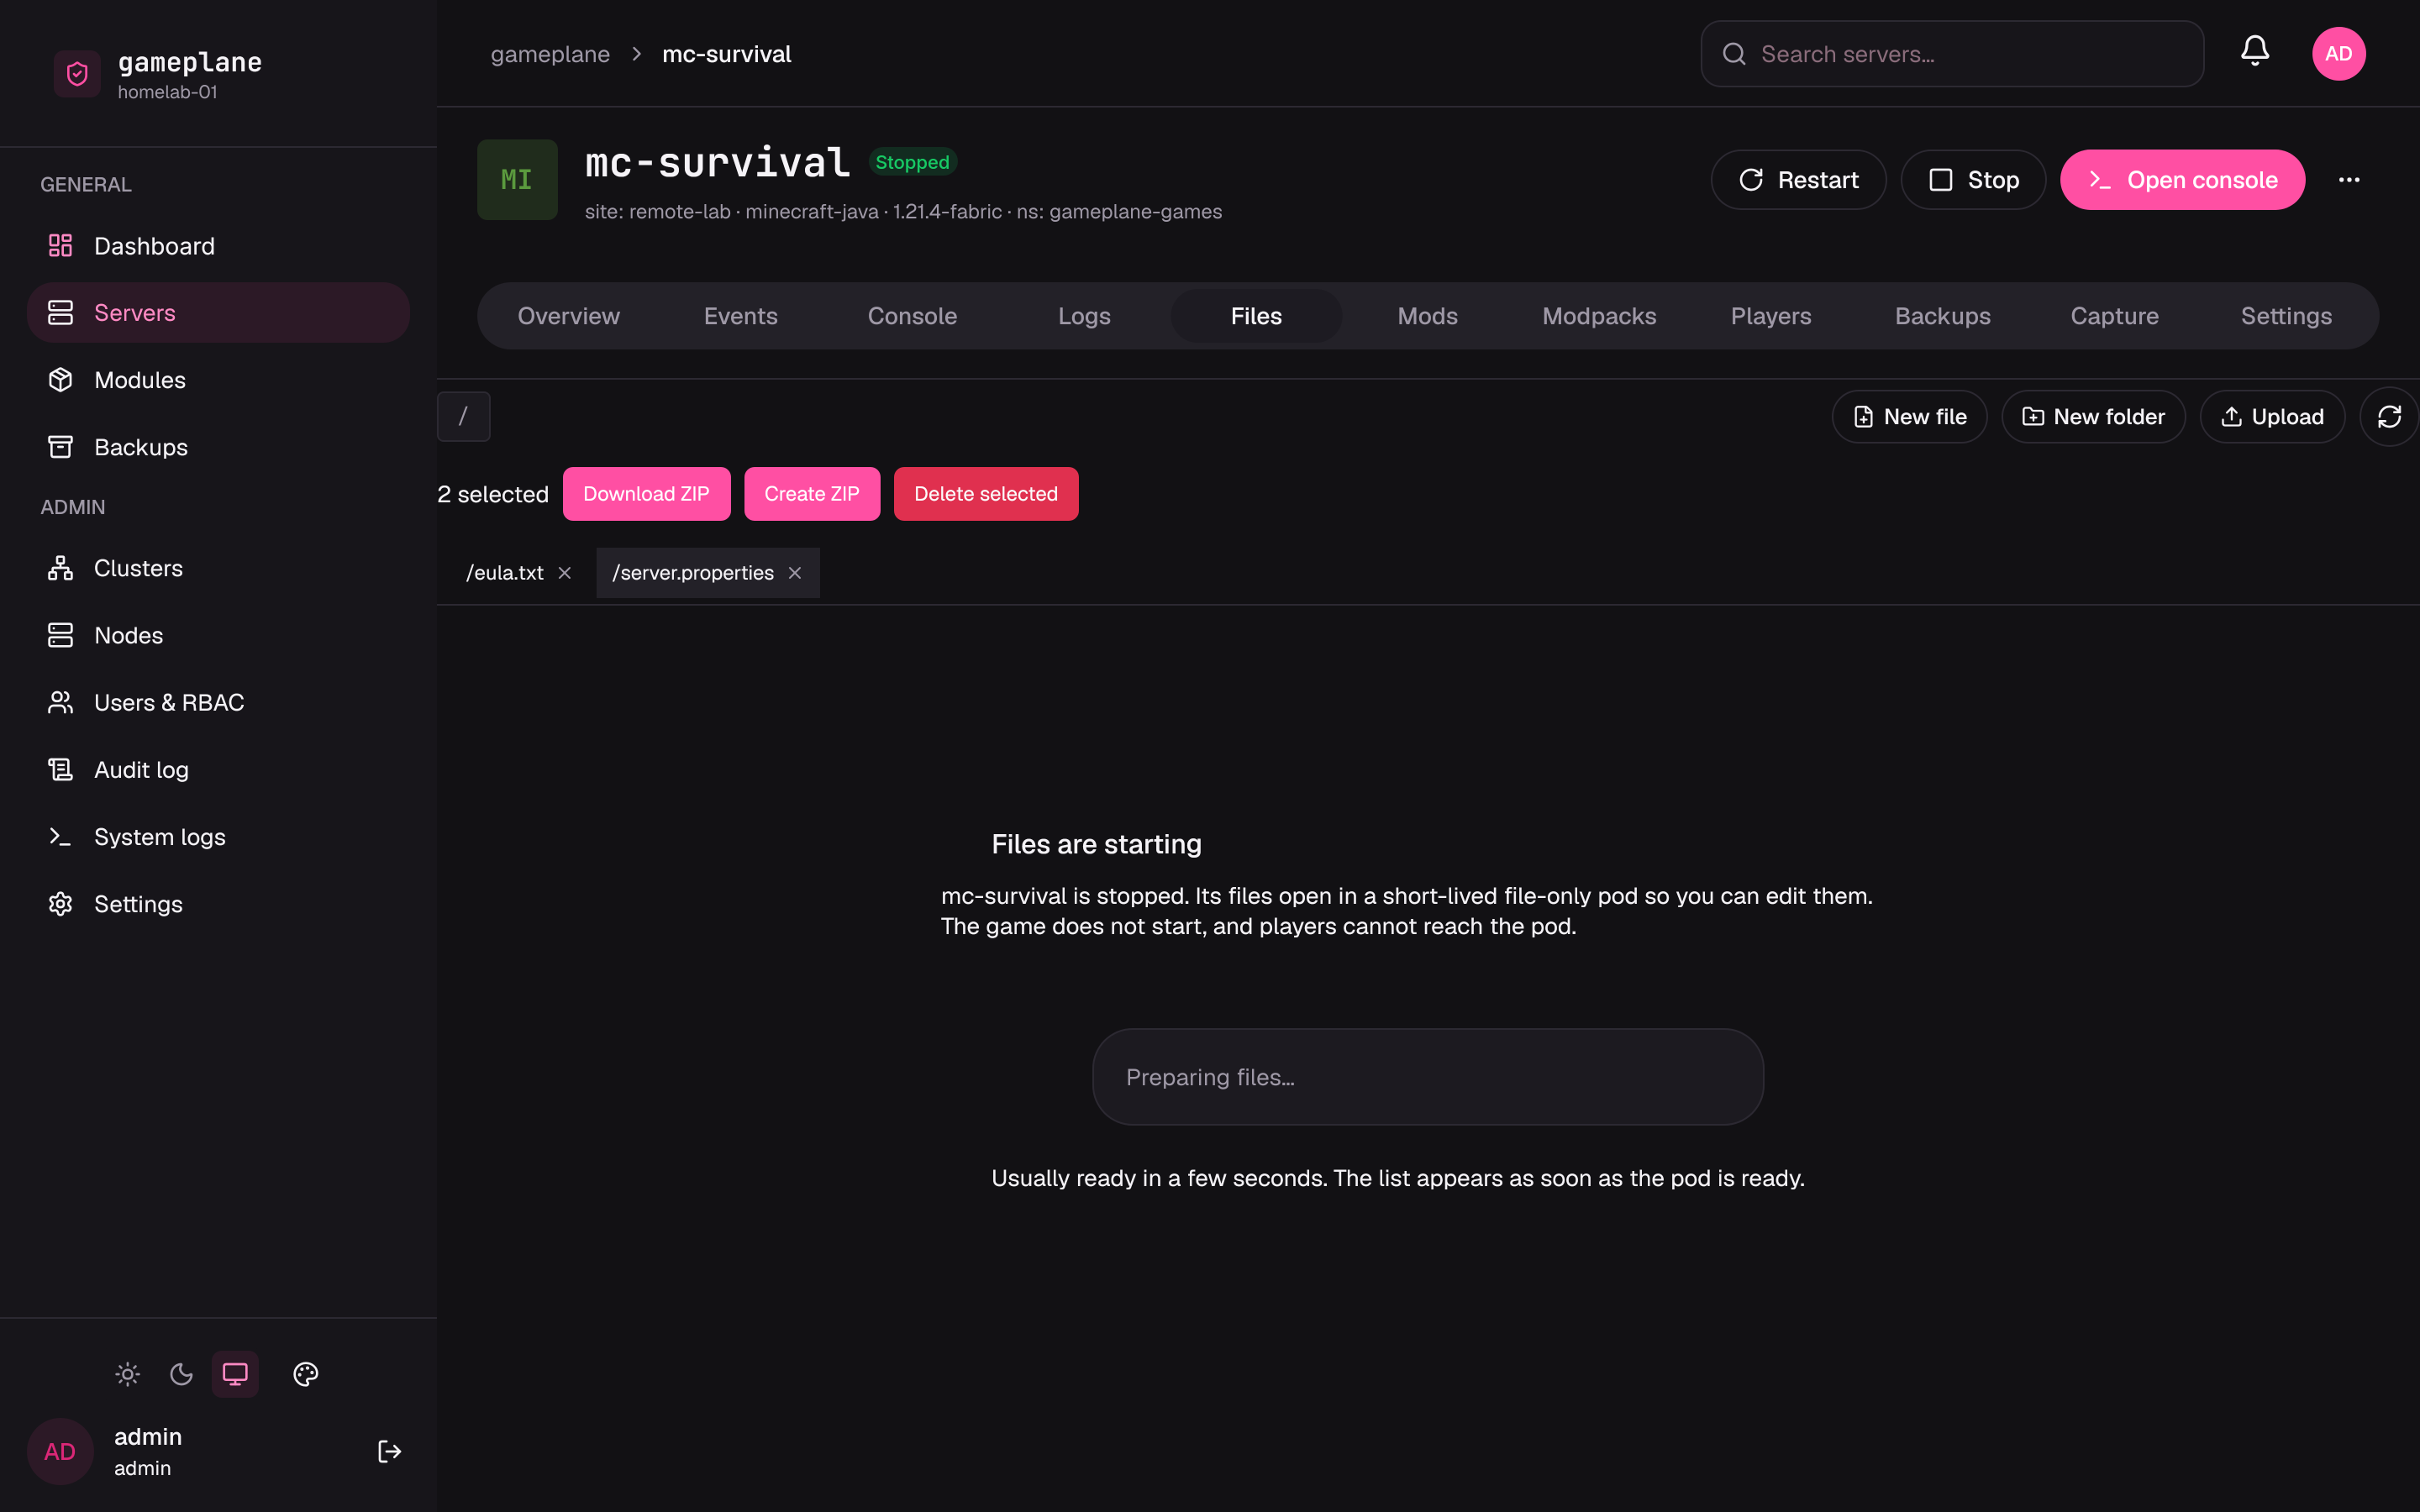 gameplane
homelab-01
GENERAL
Dashboard
Servers
Modules
Backups
ADMIN
Clusters
Nodes
Users & RBAC
Audit log
System logs
Settings
AD
admin
admin
gameplane > mc-survival
Search servers...
AD
MI
mc-survival
Stopped
site: remote-lab · minecraft-java · 1.21.4-fabric · ns: gameplane-games
Restart
Stop
Open console
Overview
Events
Console
Logs
Files
Mods
Modpacks
Players
Backups
Capture
Settings
/
New file
New folder
Upload
2 selected
Download ZIP
Create ZIP
Delete selected
/eula.txt
/server.properties
Files are starting
mc-survival is stopped. Its files open in a short-lived file-only pod so you can edit them.
The game does not start, and players cannot reach the pod.
Preparing files...
Usually ready in a few seconds. The list appears as soon as the pod is ready.